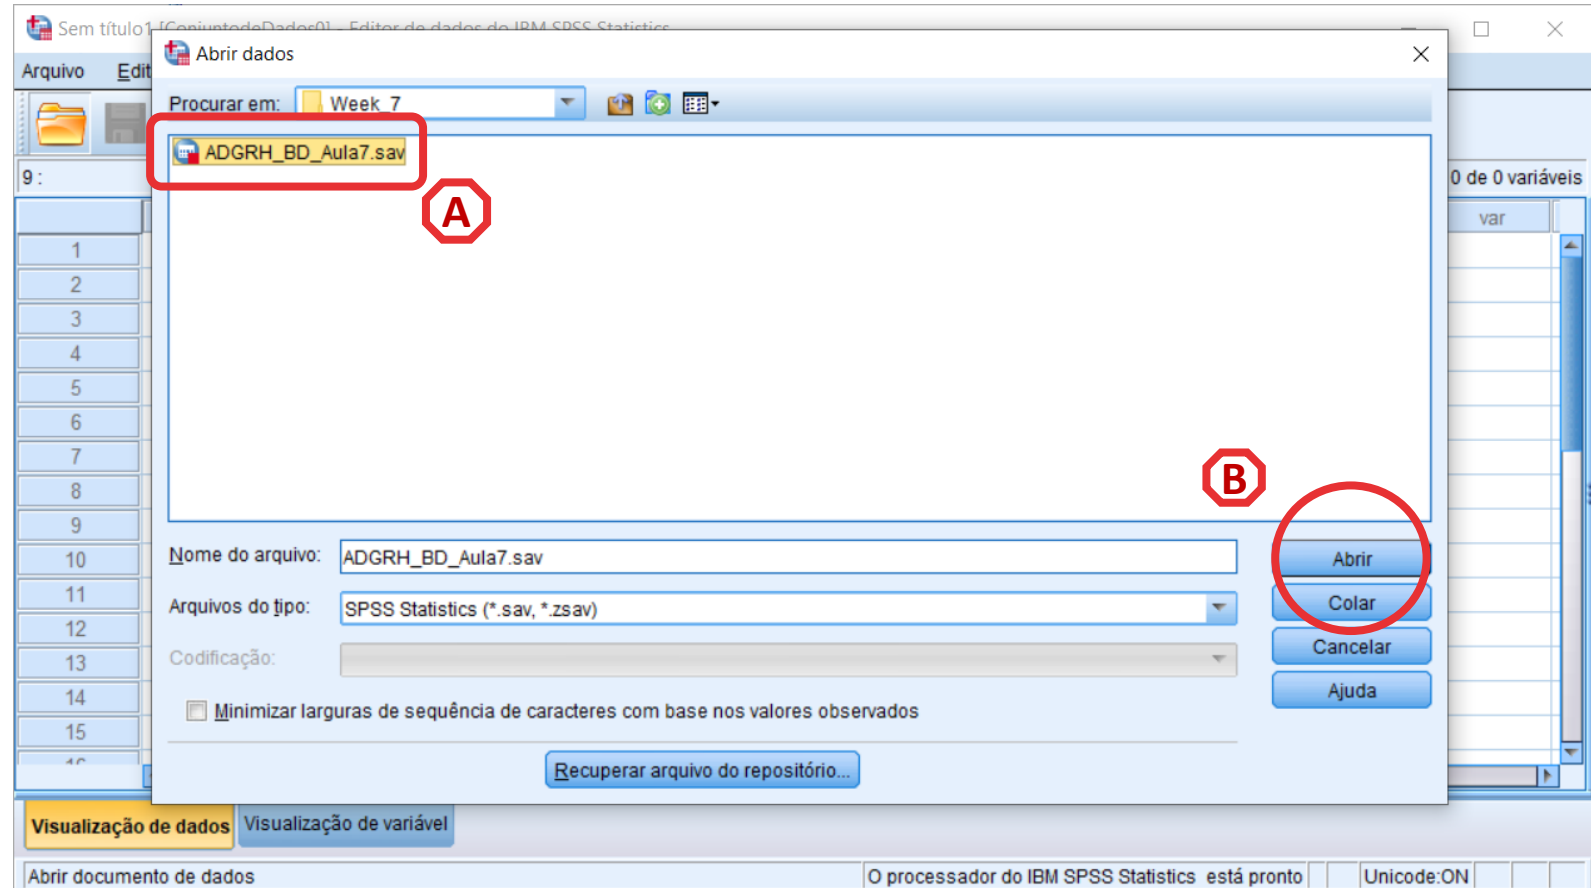 Sem título1 [ConjuntodeDados0] - Editor de dados do IBM SPSS Statistics
Abrir dados
Arquivo Edit
Procurar em: Week_7
ADGRH_BD_Aula7.sav
9 :
0 de 0 variáveis
A
var
1
2
3
4
5
6
7
8
9
10
11
12
13
14
15
16
B
Nome do arquivo: ADGRH_BD_Aula7.sav
Abrir
Arquivos do tipo: SPSS Statistics (*.sav, *.zsav)
Colar
Codificação:
Cancelar
Ajuda
Minimizar larguras de sequência de caracteres com base nos valores observados
Recuperar arquivo do repositório...
Visualização de dados Visualização de variável
Abrir documento de dados
O processador do IBM SPSS Statistics está pronto
Unicode:ON